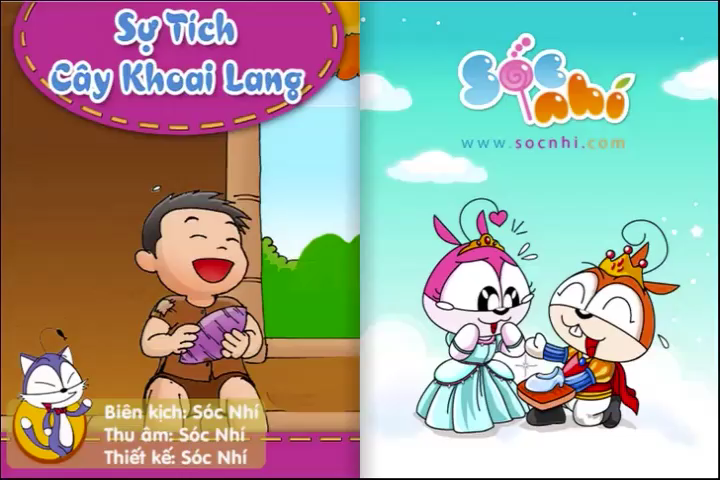 Sự Tích
Cây Khoai Lang
Biên kịch: Sóc Nhí
Thu âm: Sóc Nhí
Thiết kế: Sóc Nhí
Sóc
nhí
www.socnhi.com